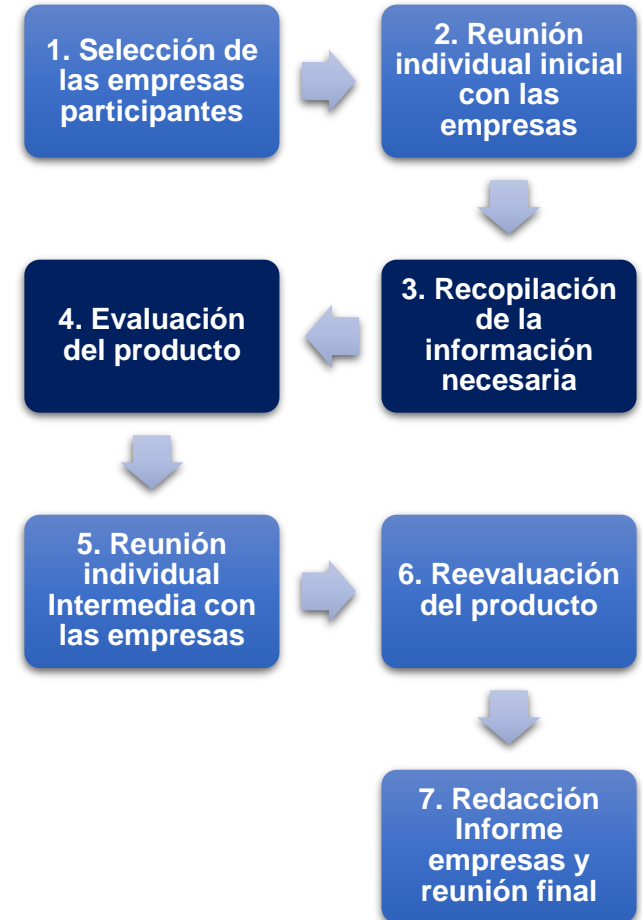 1. Selección de
las empresas
participantes
2. Reunión
individual inicial
con las
empresas
3. Recopilación
de la
información
necesaria
4. Evaluación
del producto
5. Reunión
individual
Intermedia con
las empresas
6. Reevaluación
del producto
7. Redacción
Informe
empresas y
reunión final